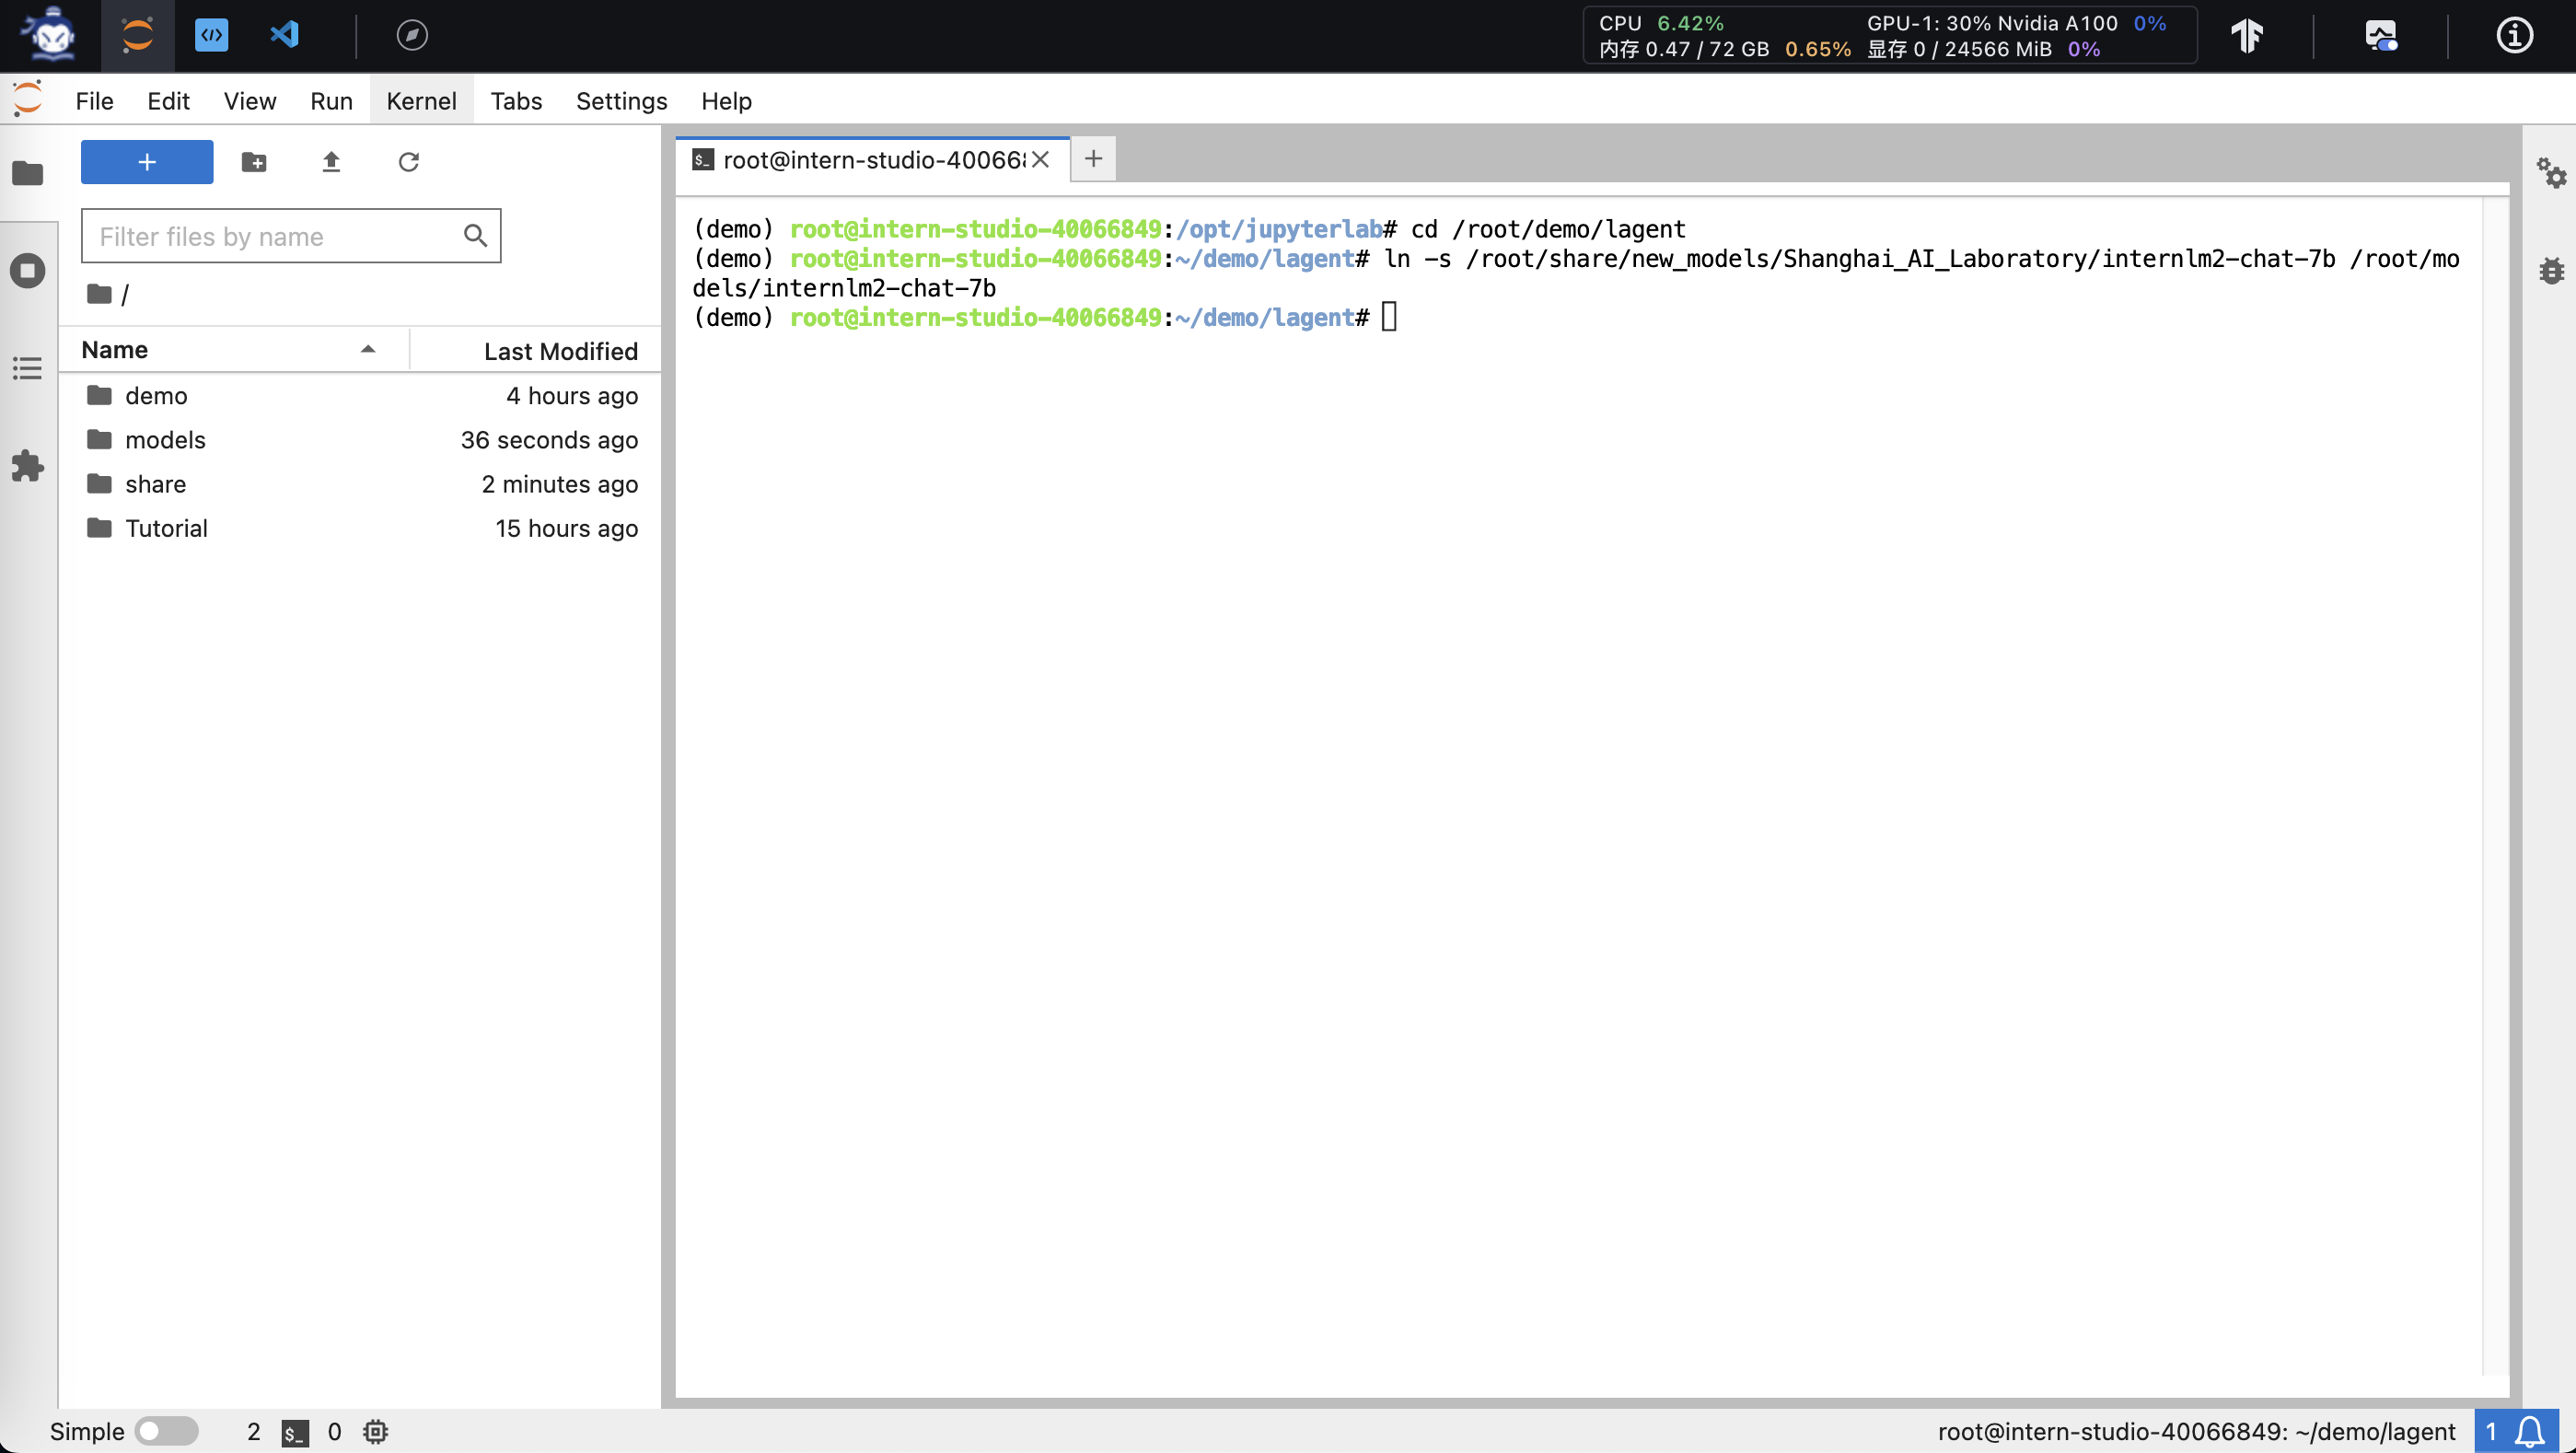 CPU 6.42% GPU-1: 30% Nvidia A100 0%
内存 0.47 / 72 GB 0.65% 显存 0 / 24566 MiB 0%
File Edit View Run Kernel Tabs Settings Help
root@intern-studio-40066
Filter files by name
/
Name Last Modified
demo 4 hours ago
models 36 seconds ago
share 2 minutes ago
Tutorial 15 hours ago
(demo) root@intern-studio-40066849:/opt/jupyterlab# cd /root/demo/lagent
(demo) root@intern-studio-40066849:~/demo/lagent# ln -s /root/share/new_models/Shanghai_AI_Laboratory/internlm2-chat-7b /root/mo
dels/internlm2-chat-7b
(demo) root@intern-studio-40066849:~/demo/lagent#
Simple 2 $_ 0 root@intern-studio-40066849: ~/demo/lagent 1